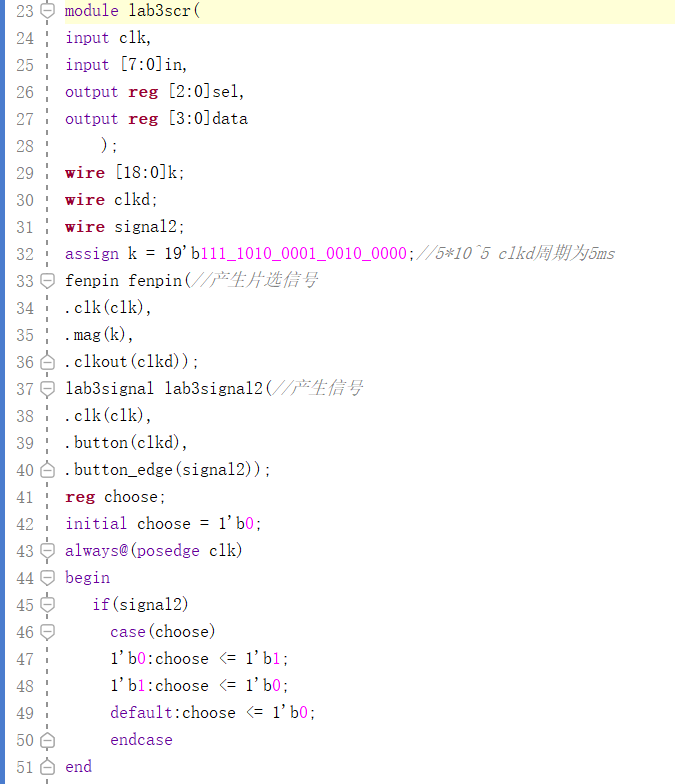 23 module lab3scr(
24 input clk,
25 input [7:0]in,
26 output reg [2:0]sel,
27 output reg [3:0]data
28     );
29 wire [18:0]k;
30 wire clkd;
31 wire signal2;
32 assign k = 19'b111_1010_0001_0010_0000;//5*10^5 clkd周期为5ms
33 fenpin fenpin(//产生片选信号
34 .clk(clk),
35 .mag(k),
36 .clkout(clkd));
37 lab3signal lab3signal2(//产生信号
38 .clk(clk),
39 .button(clkd),
40 .button_edge(signal2));
41 reg choose;
42 initial choose = 1'b0;
43 always@(posedge clk)
44 begin
45    if(signal2)
46      case(choose)
47      1'b0:choose <= 1'b1;
48      1'b1:choose <= 1'b0;
49      default:choose <= 1'b0;
50      endcase
51 end